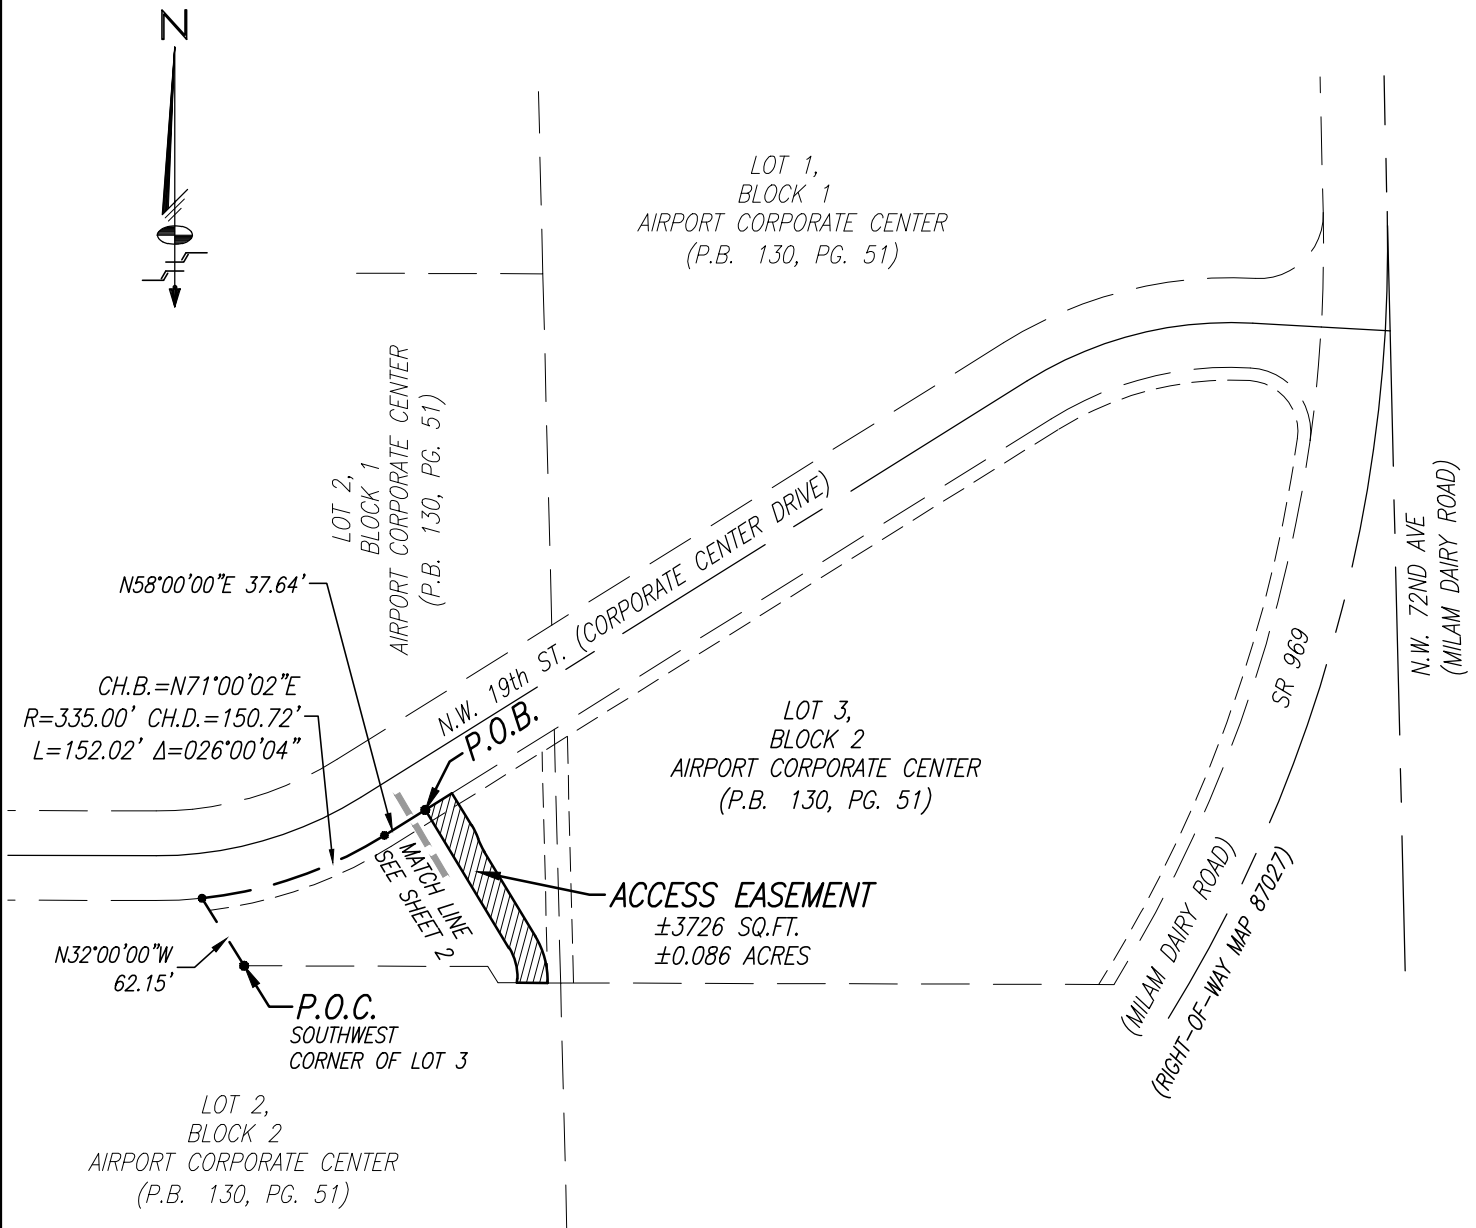 N
LOT 1,
BLOCK 1
AIRPORT CORPORATE CENTER
(P.B. 130, PG. 51)
LOT 2,
BLOCK 1
AIRPORT CORPORATE CENTER
(P.B. 130, PG. 51)
N.W. 19th ST. (CORPORATE CENTER DRIVE)
N.W. 72ND AVE
(MILAM DAIRY ROAD)
N58°00'00"E 37.64'
CH.B.=N71°00'02"E
R=335.00' CH.D.=150.72'
L=152.02' Δ=026°00'04"
P.O.B.
SR 969
LOT 3,
BLOCK 2
AIRPORT CORPORATE CENTER
(P.B. 130, PG. 51)
MATCH LINE
SEE SHEET 2
ACCESS EASEMENT
±3726 SQ.FT.
±0.086 ACRES
(MILAM DAIRY ROAD)
(RIGHT-OF-WAY MAP 87027)
N32°00'00"W
62.15'
P.O.C.
SOUTHWEST
CORNER OF LOT 3
LOT 2,
BLOCK 2
AIRPORT CORPORATE CENTER
(P.B. 130, PG. 51)